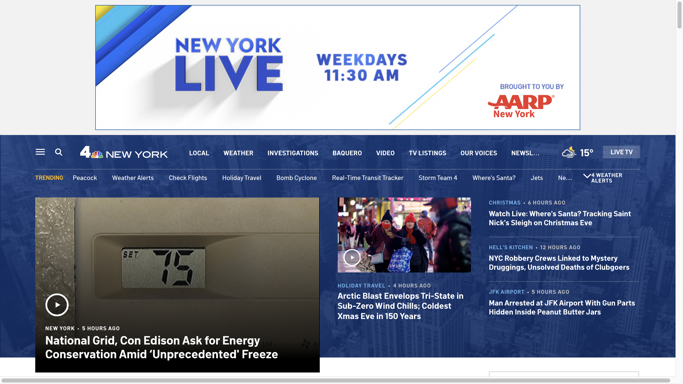 NEW YORK
LIVE
WEEKDAYS
11:30 AM
BROUGHT TO YOU BY
AARP
New York
4 NEW YORK
LOCAL
WEATHER
INVESTIGATIONS
BAQUERO
VIDEO
TV LISTINGS
OUR VOICES
NEWSL...
15º
LIVE TV
TRENDING
Peacock
Weather Alerts
Check Flights
Holiday Travel
Bomb Cyclone
Real-Time Transit Tracker
Storm Team 4
Where's Santa?
Jets
Ne...
4 WEATHER
ALERTS
SET 75
NEW YORK • 5 HOURS AGO
National Grid, Con Edison Ask for Energy
Conservation Amid 'Unprecedented' Freeze
HOLIDAY TRAVEL • 4 HOURS AGO
Arctic Blast Envelops Tri-State in
Sub-Zero Wind Chills; Coldest
Xmas Eve in 150 Years
CHRISTMAS • 6 HOURS AGO
Watch Live: Where's Santa? Tracking Saint
Nick's Sleigh on Christmas Eve
HELL'S KITCHEN • 12 HOURS AGO
NYC Robbery Crews Linked to Mystery
Druggings, Unsolved Deaths of Clubgoers
JFK AIRPORT • 5 HOURS AGO
Man Arrested at JFK Airport With Gun Parts
Hidden Inside Peanut Butter Jars